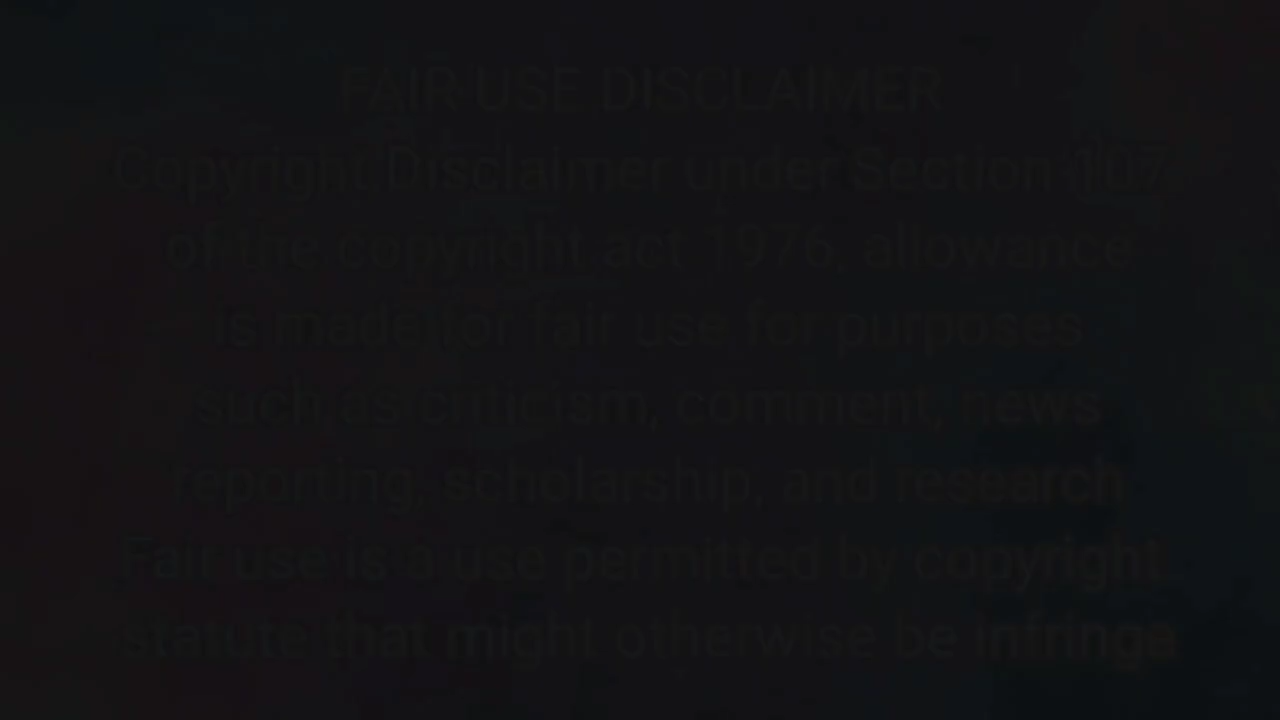 FAIR USE DISCLAIMER
Copyright Disclaimer under Section 107
of the copyright act 1976, allowance
is made for fair use for purposes
such as criticism, comment, news
reporting, scholarship, and research
Fair use is a use permitted by copyright
statute that might otherwise be infringe